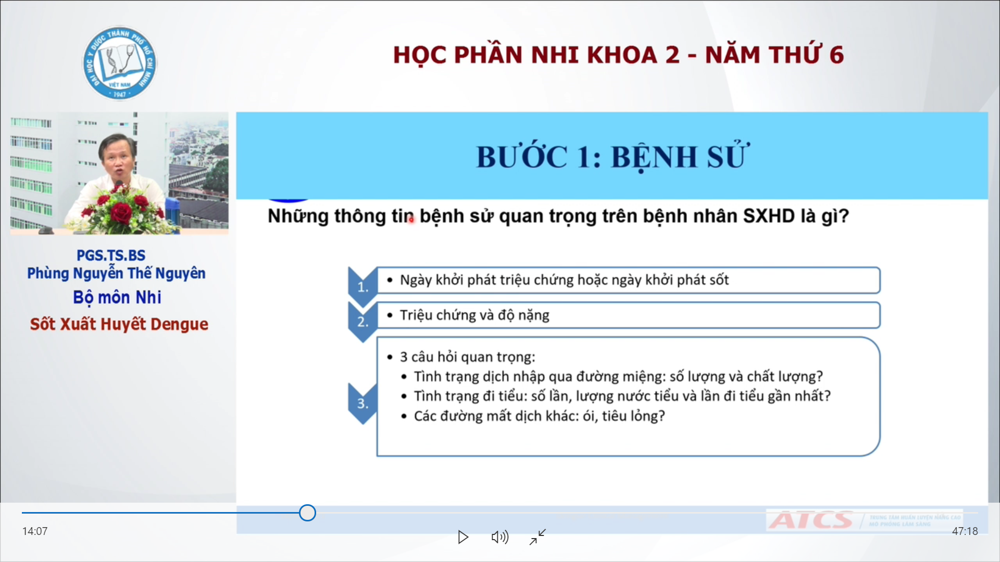 ĐẠI HỌC Y DƯỢC THÀNH PHỐ HỒ CHÍ MINH
VIỆT NAM
1947
HỌC PHẦN NHI KHOA 2 - NĂM THỨ 6
PGS.TS.BS
Phùng Nguyễn Thế Nguyên
Bộ môn Nhi
Sốt Xuất Huyết Dengue
BƯỚC 1: BỆNH SỬ
Những thông tin bệnh sử quan trọng trên bệnh nhân SXHD là gì?
1.
• Ngày khởi phát triệu chứng hoặc ngày khởi phát sốt
2.
• Triệu chứng và độ nặng
3.
• 3 câu hỏi quan trọng:
• Tình trạng dịch nhập qua đường miệng: số lượng và chất lượng?
• Tình trạng đi tiểu: số lần, lượng nước tiểu và lần đi tiểu gần nhất?
• Các đường mất dịch khác: ói, tiêu lỏng?
ATCS
TRUNG TÂM HUẤN LUYỆN NÂNG CAO
MÔ PHỎNG LÂM SÀNG
14:07
47:18